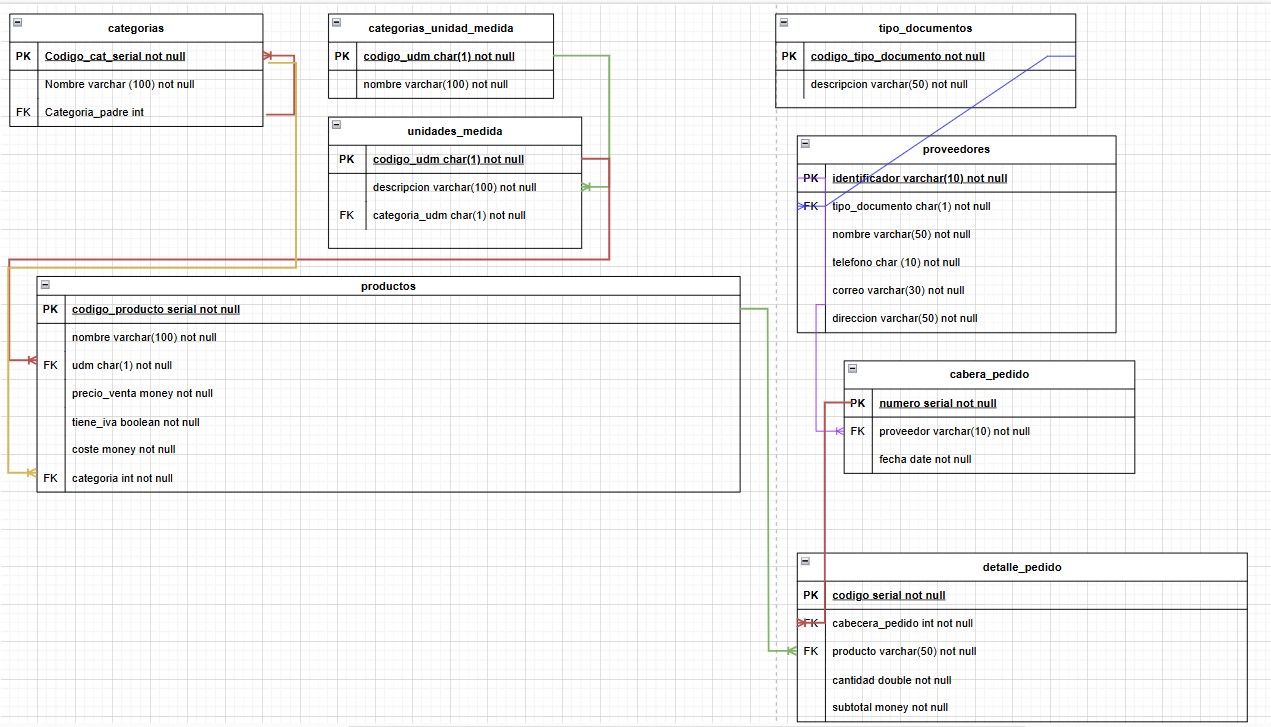 categorias
PK Codigo_cat_serial not null
Nombre varchar (100) not null
FK Categoria_padre int
categorias_unidad_medida
PK codigo_udm char(1) not null
nombre varchar(100) not null
unidades_medida
PK codigo_udm char(1) not null
descripcion varchar(100) not null
FK categoria_udm char(1) not null
productos
PK codigo_producto serial not null
nombre varchar(100) not null
FK udm char(1) not null
precio_venta money not null
tiene_iva boolean not null
coste money not null
FK categoria int not null
tipo_documentos
PK codigo_tipo_documento not null
descripcion varchar(50) not null
proveedores
PK identificador varchar(10) not null
FK tipo_documento char(1) not null
nombre varchar(50) not null
telefono char (10) not null
correo varchar(30) not null
direccion varchar(50) not null
cabera_pedido
PK numero serial not null
FK proveedor varchar(10) not null
fecha date not null
detalle_pedido
PK codigo serial not null
FK cabecera_pedido int not null
FK producto varchar(50) not null
cantidad double not null
subtotal money not null